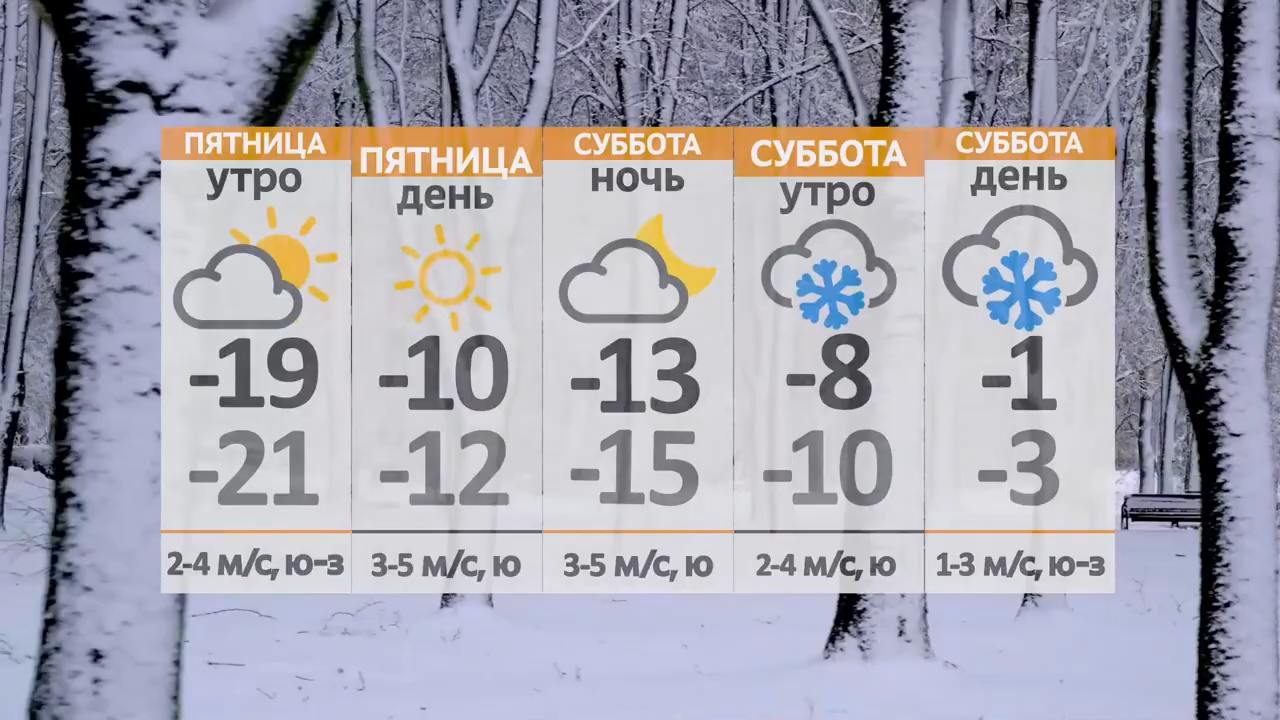 ПЯТНИЦА
утро
-19
-21
2-4 м/с, ю-з
ПЯТНИЦА
день
-10
-12
3-5 м/с, ю
СУББОТА
ночь
-13
-15
3-5 м/с, ю
СУББОТА
утро
-8
-10
2-4 м/с, ю
СУББОТА
день
-1
-3
1-3 м/с, ю-з